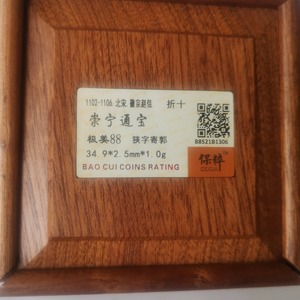 1102-1106 北宋.徽宗赵佶 折十
崇宁通宝
极美88 狭字寄郭
34.9*2.5mm*1.0g
BAO CUI COINS RATING
B8521B1306
保粹